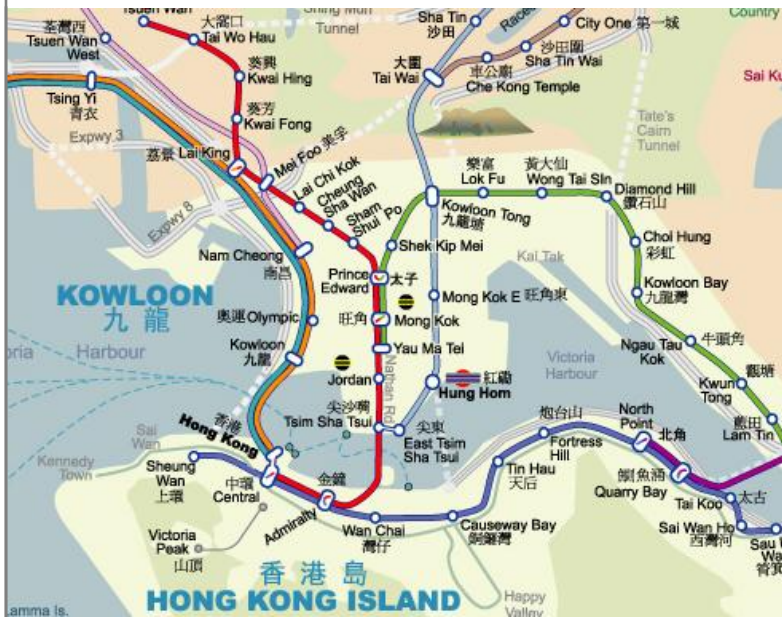 Tsuen Wan
大窩口
Tai Wo Hau
荃灣西
Tsuen Wan
West
葵興
Kwai Hing
葵芳
Kwai Fong
Tsing Yi
青衣
Expwy 3
荔景 Lai King
Mei Foo 美孚
Lai Chi Kok
Cheung
Sha Wan
Sham
Shui Po
Expwy 8
Nam Cheong
南昌
Shing Mun
Tunnel
Sha Tin
沙田
Racec
City One 第一城
沙田圍
Sha Tin Wai
大圍
Tai Wai
車公廟
Che Kong Temple
Country
Sai Ku
Tate's
Cairn
Tunnel
樂富
Lok Fu
黃大仙
Wong Tai SIn
Diamond Hill
鑽石山
Kowloon Tong
九龍塘
Shek Kip Mei
Choi Hung
彩虹
Kai Tak
Prince
Edward
太子
KOWLOON
九龍
Mong Kok E 旺角東
Kowloon Bay
九龍灣
奧運 Olympic
旺角
Mong Kok
Yau Ma Tei
Nathan Rd
牛頭角
Ngau Tau
Kok
oria Harbour
Kowloon
九龍
Jordan
Victoria
Harbour
紅磡
Hung Hom
觀塘
Kwun
Tong
藍田
Lam Tin
尖沙嘴
Tsim Sha Tsui
尖東
East Tsim
Sha Tsui
炮台山
Fortress
Hill
North
Point
北角
香港
Hong Kong
Sai
Wan
Kennedy
Town
Sheung
Wan
上環
中環
Central
金鐘
Admiralty
Tin Hau
天后
鰂魚涌
Quarry Bay
Tai Koo
太古
Sai Wan Ho
西灣河
Sau
Wa
Victoria
Peak
山頂
Wan Chai
灣仔
Causeway Bay
銅鑼灣
香港島
HONG KONG ISLAND
Happy
Valley
amma Is.